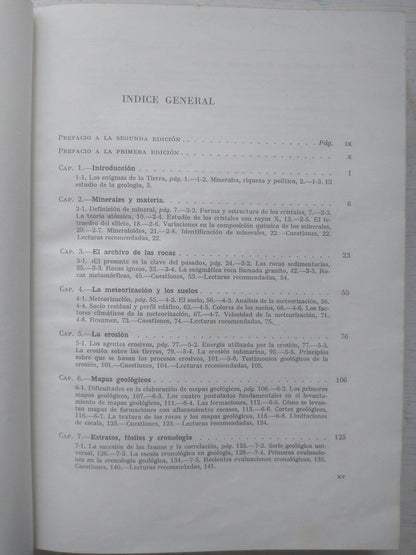 INDICE GENERAL
PREFACIO A LA SEGUNDA EDICIÓN . . . . . . . . . . Pág. IX
PREFACIO A LA PRIMERA EDICIÓN . . . . . . . . . . X
CAP. 1.—Introducción . . . . . . . . . . 1
1-1. Los enigmas de la Tierra, pág. 1.—1-2. Minerales, riqueza y política, 2.—1-3. El
estudio de la geología, 3.
CAP. 2.—Minerales y materia. . . . . . . . . . . 6
2-1. Definición de mineral, pág. 7.—2-2. Forma y estructura de los cristales, 7.—2-3.
La teoría atómica, 10.—2-4. Estudio de los cristales con rayos X, 13.—2-5. El te-
traedro del silicio, 18.—2-6. Variaciones en la composición química de los minerales,
20.—2-7. Mineraloides, 21.—2-8. Identificación de minerales, 22.—Cuestiones, 22.
Lecturas recomendadas, 22.
CAP. 3.—El archivo de las rocas . . . . . . . . . . 23
3-1. «El presente es la clave del pasado», pág. 24.—3-2. Las rocas sedimentarias,
25.—3-3. Rocas ígneas, 33.—3-4. La enigmática roca llamada granito, 42.—3-5. Ro-
cas metamórficas, 45.—Cuestiones, 53.—Lecturas recomendadas, 54.
CAP. 4.—La meteorización y los suelos . . . . . . . . . . 55
4-1. Meteorización, pág. 55.—4-2. El suelo, 56.—4-3. Análisis de la meteorización, 56.
4-4. Suelo residual y perfil edáfico, 63.—4-5. Colores de los suelos, 66.—4-6. Los fac-
tores climáticos de la meteorización, 67.—4-7. Velocidad de la meteorización, 71.
4-8. Resumen, 73.—Cuestiones, 74.—Lecturas recomendadas, 75.
CAP. 5.—La erosión . . . . . . . . . . 76
5-1. Los agentes erosivos, pág. 77.—5-2. Energía utilizada por la erosión, 77.—5-3.
La erosión sobre las tierras, 79.—5-4. La erosión submarina, 95.—5-5. Principios
sobre que se basan los procesos erosivos, 101.—5-6. Testimonios geológicos de la
erosión, 101.—Cuestiones, 104.—Lecturas recomendadas, 105.
CAP. 6.—Mapas geológicos . . . . . . . . . . 106
6-1. Dificultades en la elaboración de mapas geológicos, pág. 106.—6-2. Los primeros
mapas geológicos, 107.—6-3. Los cuatro postulados fundamentales en el levanta-
miento de mapas geológicos, 111.—6-4. Las formaciones, 112.—6-5. Cómo se levan-
tan mapas de formaciones con afloramientos escasos, 113.—6-6. Cortes geológicos,
116.—6-7. La textura de las rocas y los mapas geológicos, 118.—6-8. Limitaciones
de escala, 123.—Cuestiones, 123.—Lecturas recomendadas, 124.
CAP. 7.—Estratos, fósiles y cronología . . . . . . . . . . 125
7-1. La sucesión de las faunas y la correlación, pág. 125.—7-2. Serie geológica uni-
versal, 126.—7-3. La escala cronológica en geología, 127.—7-4. Primeras evaluacio-
nes en la cronología geológica, 134.—7-5. Recientes evaluaciones cronológicas, 135.
Cuestiones, 140.—Lecturas recomendadas, 141.
XV